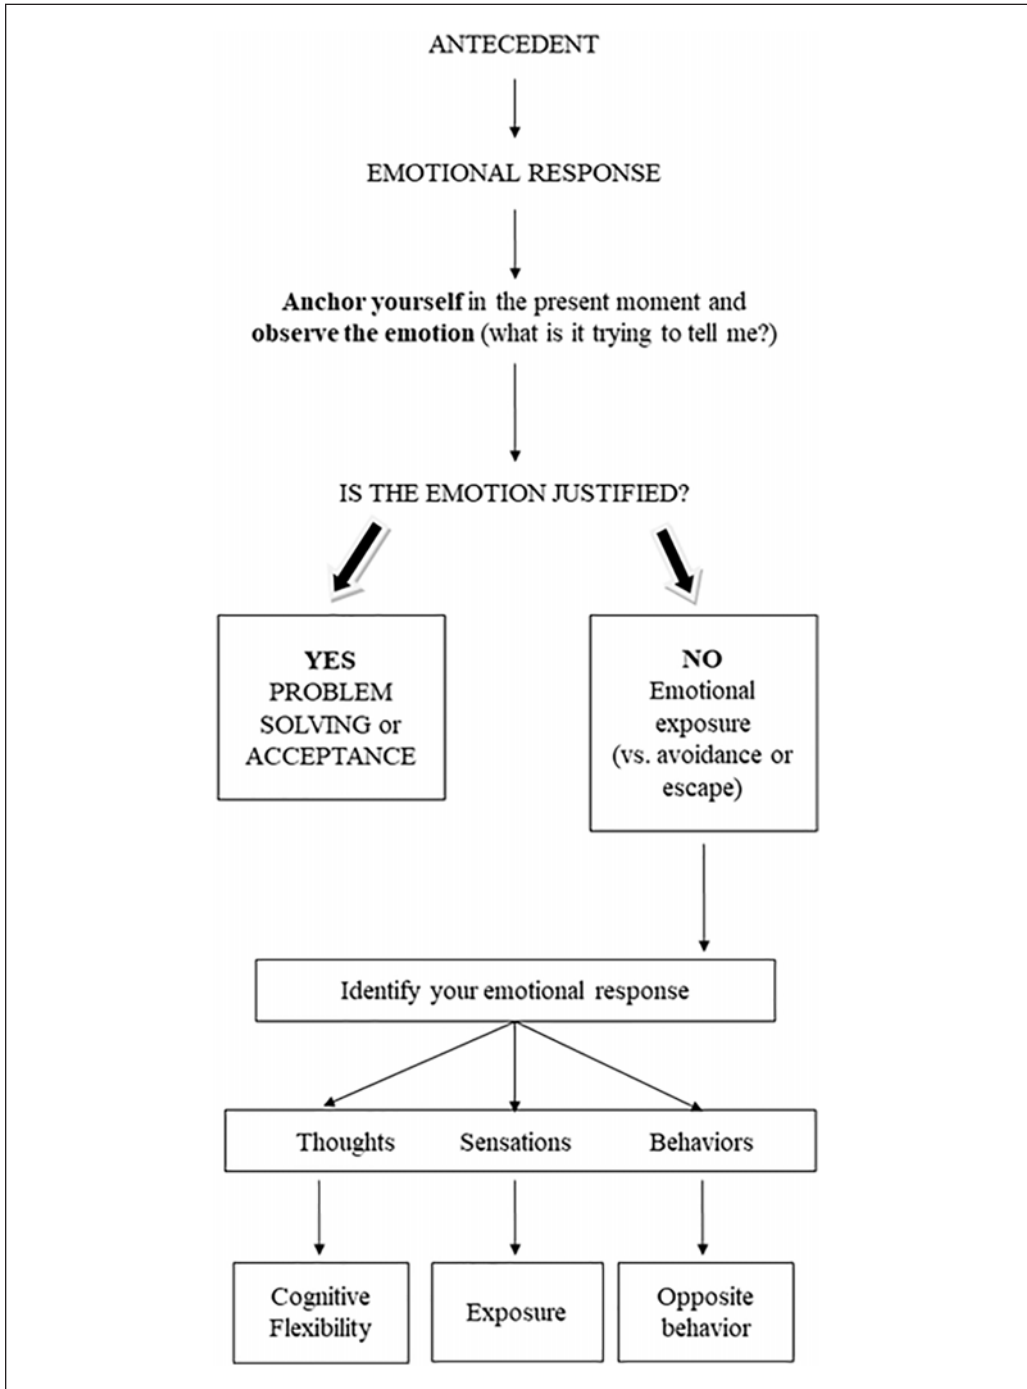 ANTECEDENT
EMOTIONAL RESPONSE
Anchor yourself in the present moment and
observe the emotion (what is it trying to tell me?)
IS THE EMOTION JUSTIFIED?
YES
PROBLEM
SOLVING or
ACCEPTANCE
NO
Emotional
exposure
(vs. avoidance or
escape)
Identify your emotional response
Thoughts Sensations Behaviors
Cognitive
Flexibility
Exposure
Opposite
behavior